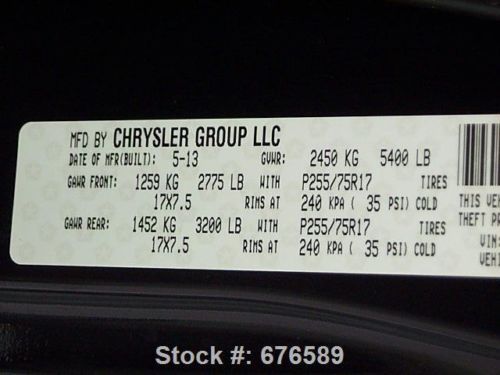 MFD BY CHRYSLER GROUP LLC
DATE OF MFR(BUILT): 5-13 GVWR: 2450 KG 5400 LB
GAWR FRONT: 1259 KG 2775 LB WITH P255/75R17 TIRES
17X7.5 RIMS AT 240 KPA ( 35 PSI) COLD
GAWR REAR: 1452 KG 3200 LB WITH P255/75R17 TIRES
17X7.5 RIMS AT 240 KPA ( 35 PSI) COLD
THIS VEH
THEFT PR
VIN:
VEHI
Stock #: 676589